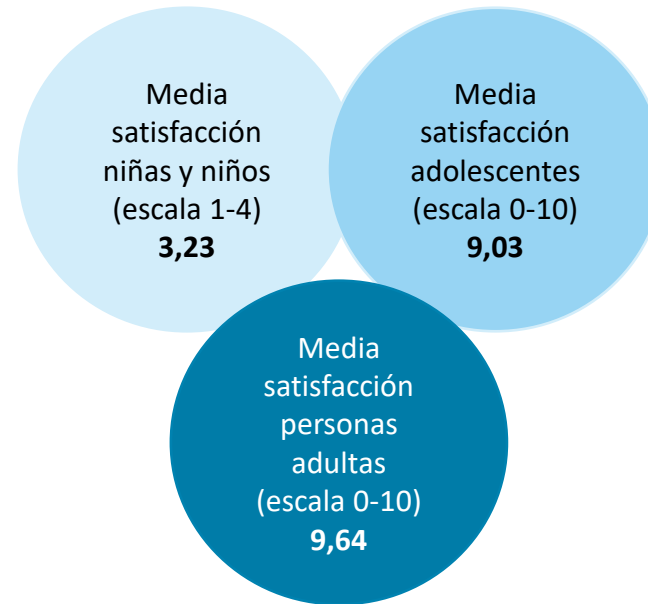 Media
satisfacción
niñas y niños
(escala 1-4)
3,23
Media
satisfacción
adolescentes
(escala 0-10)
9,03
Media
satisfacción
personas
adultas
(escala 0-10)
9,64